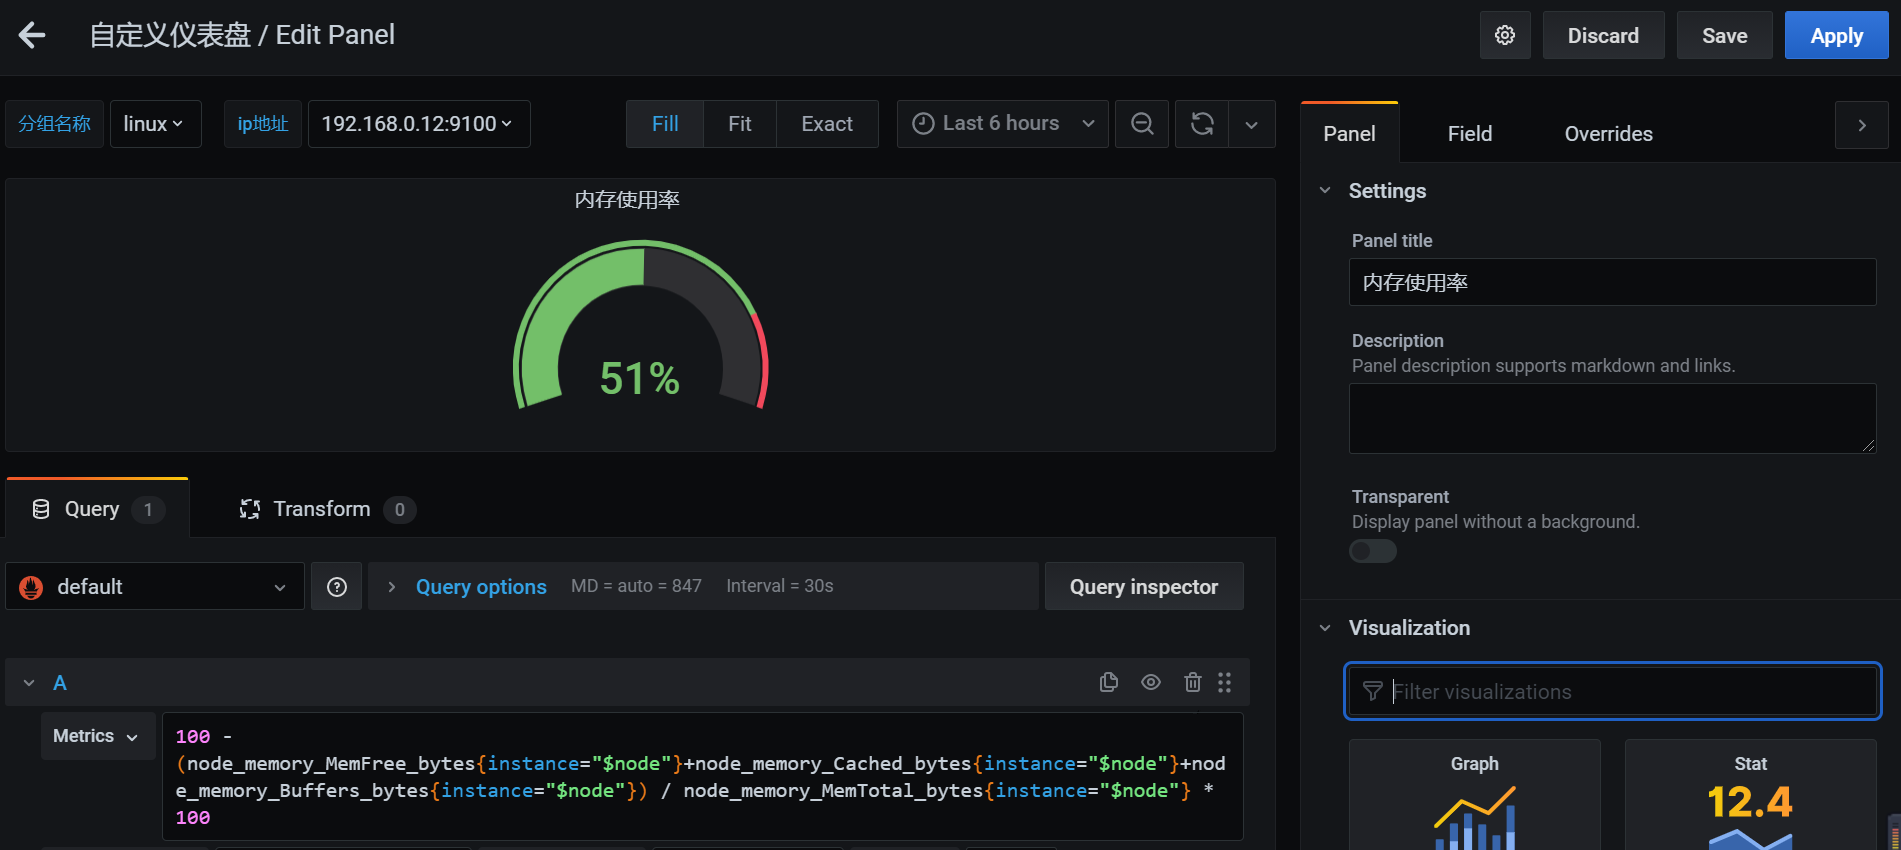 自定义仪表盘 / Edit Panel
Discard
Save
Apply
分组名称
linux
ip地址
192.168.0.12:9100
Fill
Fit
Exact
Last 6 hours
Panel
Field
Overrides
内存使用率
51%
Settings
Panel title
内存使用率
Description
Panel description supports markdown and links.
Transparent
Display panel without a background.
Query 1
Transform 0
default
Query options
MD = auto = 847
Interval = 30s
Query inspector
Visualization
Filter visualizations
A
Metrics
100 -
(node_memory_MemFree_bytes{instance="$node"}+node_memory_Cached_bytes{instance="$node"}+nod
e_memory_Buffers_bytes{instance="$node"}) / node_memory_MemTotal_bytes{instance="$node"} *
100
Graph
Stat
12.4